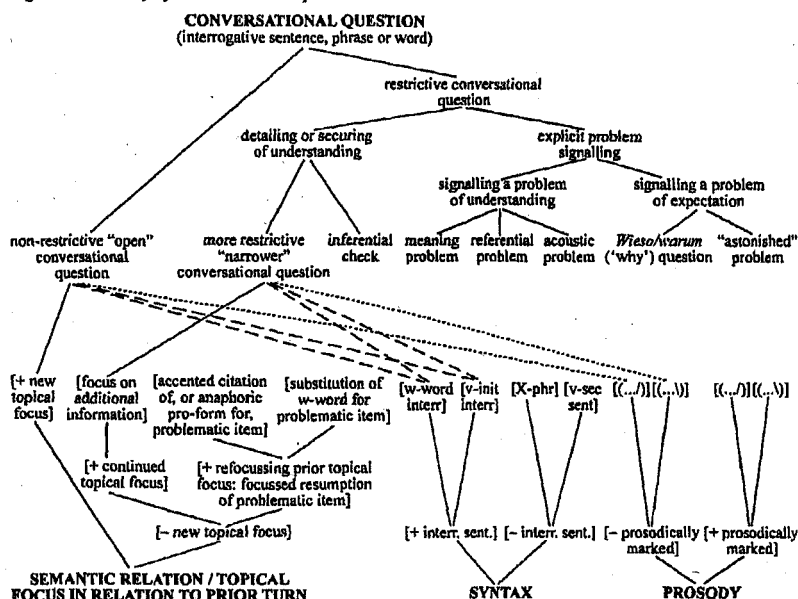 CONVERSATIONAL QUESTION
(interrogative sentence, phrase or word)
restrictive conversational
question
detailing or securing
of understanding
explicit problem
signalling
signalling a problem
of understanding
signalling a problem
of expectation
non-restrictive "open"
conversational
question
more restrictive
"narrower"
conversational question
inferential
check
meaning
problem
referential
problem
acoustic
problem
Wieso/warum
('why') question
"astonished"
problem
[+ new
topical
focus]
[focus on
additional
information]
[accented citation
of, or anaphoric
pro-form for,
problematic item]
[substitution of
w-word for
problematic item]
[w-word
interr]
[v-init
interr]
[X-phr]
[v-sec
sent]
[(.../)][(...\)]
[(.../)][(...\)]
[+ continued
topical focus]
[+ refocussing prior topical
focus: focussed resumption
of problematic item]
[– new topical focus]
[+ interr. sent.]
[– interr. sent.]
[– prosodically
marked]
[+ prosodically
marked]
SEMANTIC RELATION / TOPICAL
FOCUS IN RELATION TO PRIOR TURN
SYNTAX
PROSODY